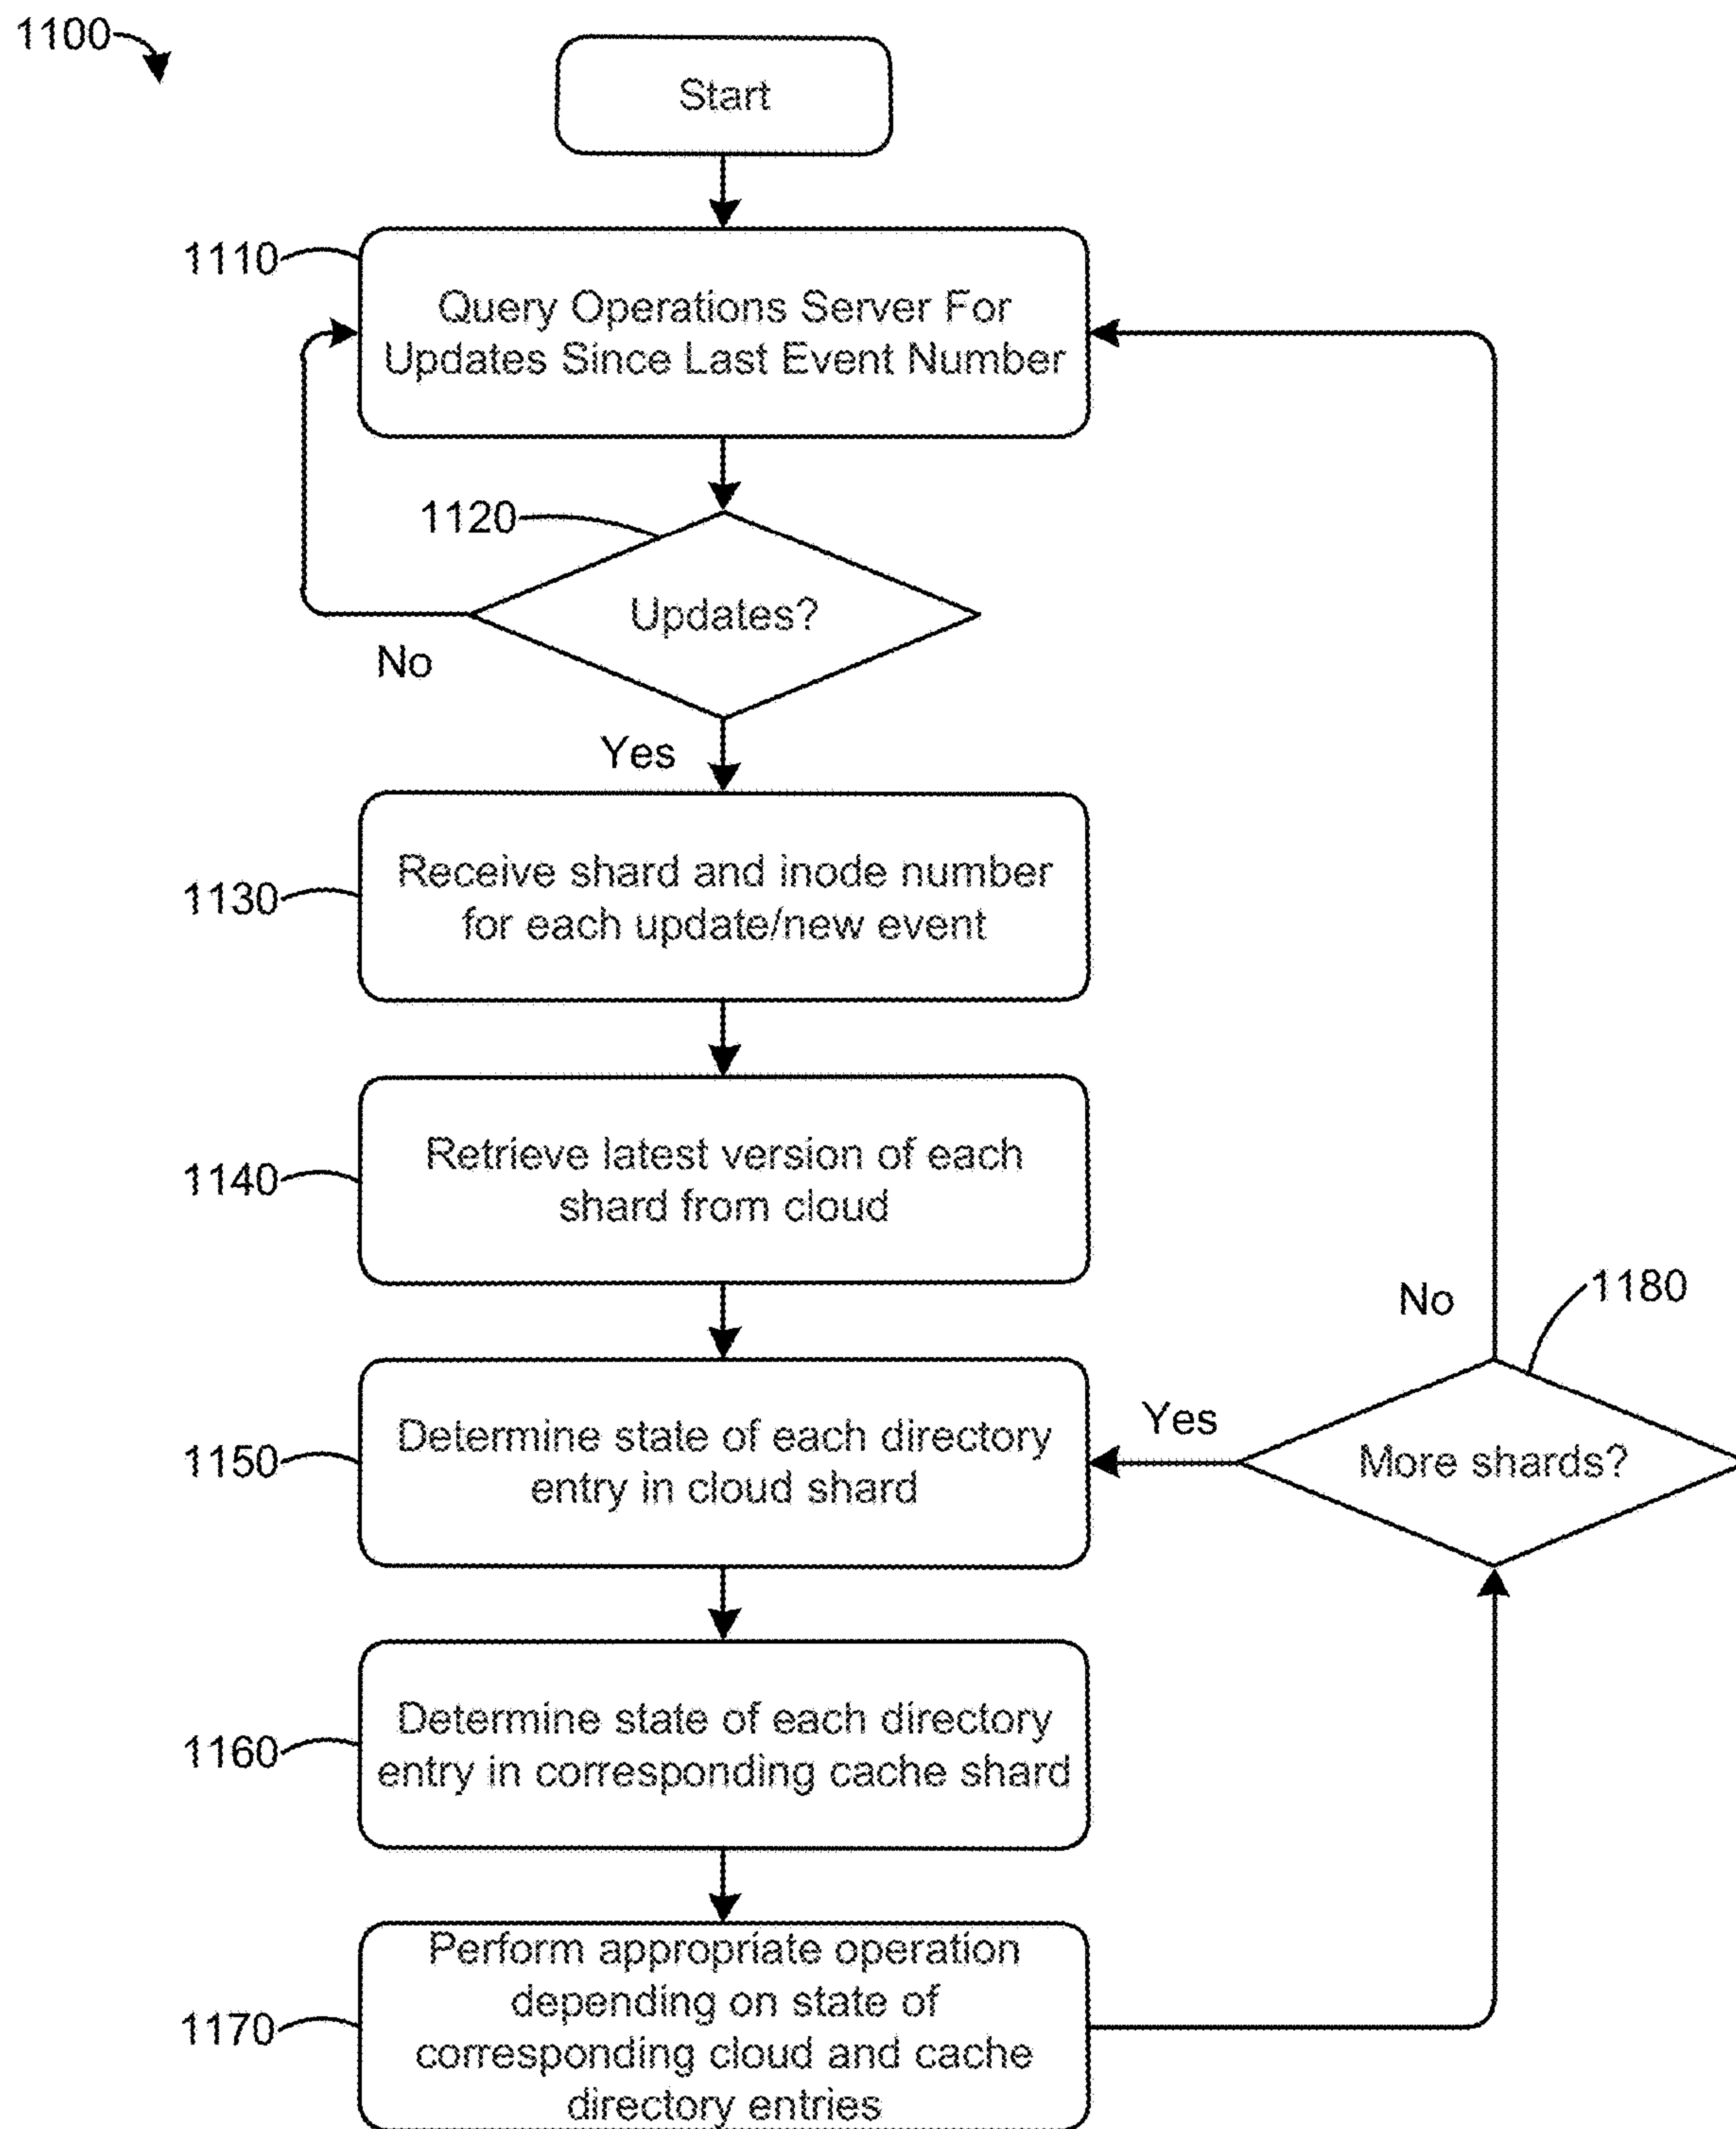 1100
Start
1110
Query Operations Server For
Updates Since Last Event Number
1120
Updates?
No
Yes
1130
Receive shard and inode number
for each update/new event
1140
Retrieve latest version of each
shard from cloud
No
1180
1150
Determine state of each directory
entry in cloud shard
Yes
More shards?
1160
Determine state of each directory
entry in corresponding cache shard
1170
Perform appropriate operation
depending on state of
corresponding cloud and cache
directory entries